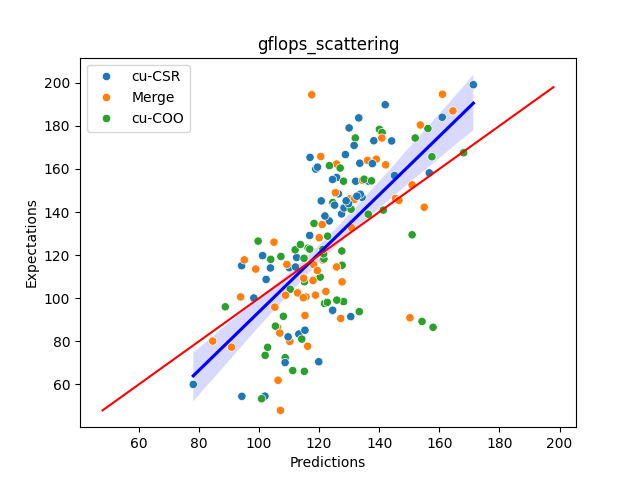 gflops_scattering
cu-CSR
Merge
cu-COO
Expectations
200
180
160
140
120
100
80
60
60 80 100 120 140 160 180 200
Predictions